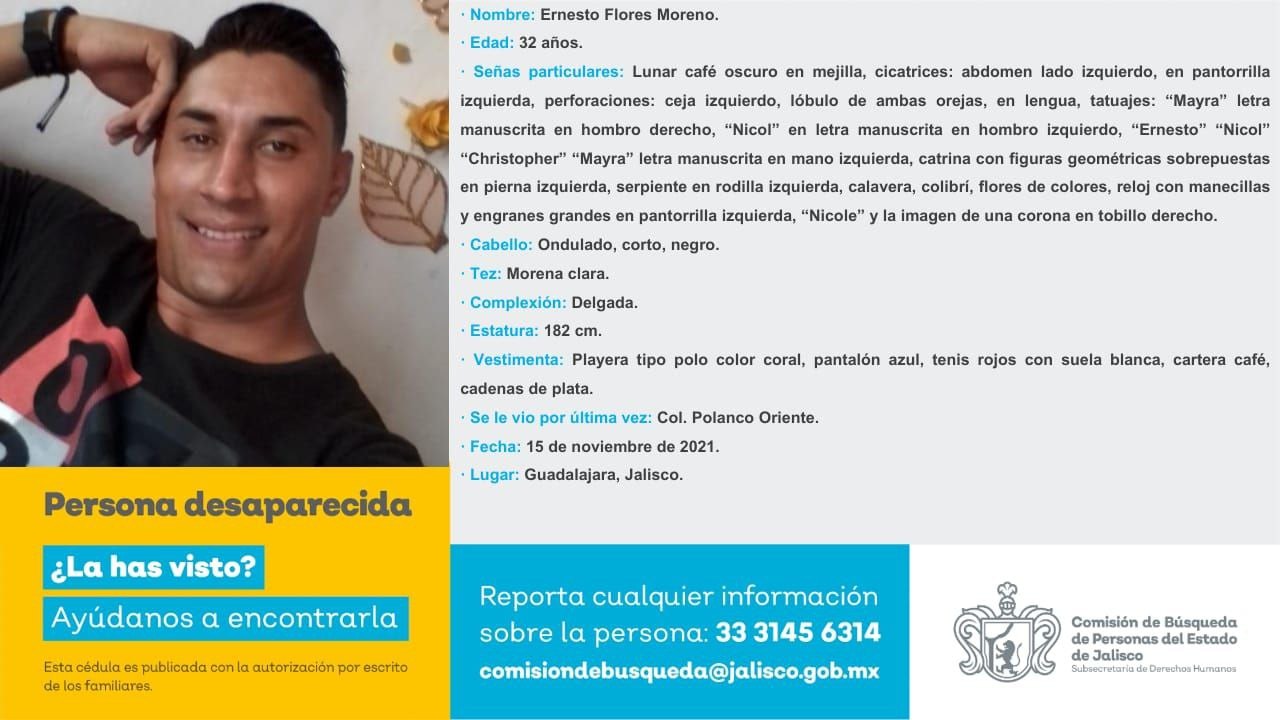 · Nombre: Ernesto Flores Moreno.
· Edad: 32 años.
· Señas particulares: Lunar café oscuro en mejilla, cicatrices: abdomen lado izquierdo, en pantorrilla
izquierda, perforaciones: ceja izquierdo, lóbulo de ambas orejas, en lengua, tatuajes: “Mayra” letra
manuscrita en hombro derecho, “Nicol” en letra manuscrita en hombro izquierdo, “Ernesto” “Nicol”
“Christopher” “Mayra” letra manuscrita en mano izquierda, catrina con figuras geométricas sobrepuestas
en pierna izquierda, serpiente en rodilla izquierda, calavera, colibrí, flores de colores, reloj con manecillas
y engranes grandes en pantorrilla izquierda, “Nicole” y la imagen de una corona en tobillo derecho.
· Cabello: Ondulado, corto, negro.
· Tez: Morena clara.
· Complexión: Delgada.
· Estatura: 182 cm.
· Vestimenta: Playera tipo polo color coral, pantalón azul, tenis rojos con suela blanca, cartera café,
cadenas de plata.
· Se le vio por última vez: Col. Polanco Oriente.
· Fecha: 15 de noviembre de 2021.
· Lugar: Guadalajara, Jalisco.
Persona desaparecida
¿La has visto?
Ayúdanos a encontrarla
Esta cédula es publicada con la autorización por escrito
de los familiares.
Reporta cualquier información
sobre la persona: 33 3145 6314
comisiondebusqueda@jalisco.gob.mx
Comisión de Búsqueda
de Personas del Estado
de Jalisco
Subsecretaría de Derechos Humanos